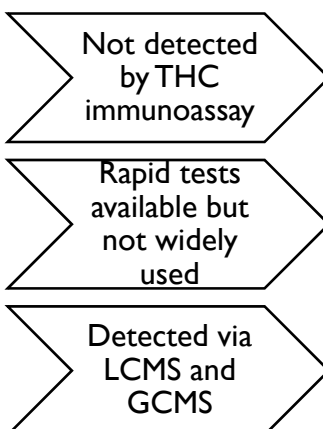 Not detected
by THC
immunoassay
Rapid tests
available but
not widely
used
Detected via
LCMS and
GCMS